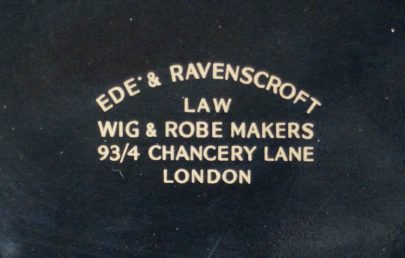 EDE & RAVENSCROFT
LAW
WIG & ROBE MAKERS
93/4 CHANCERY LANE
LONDON